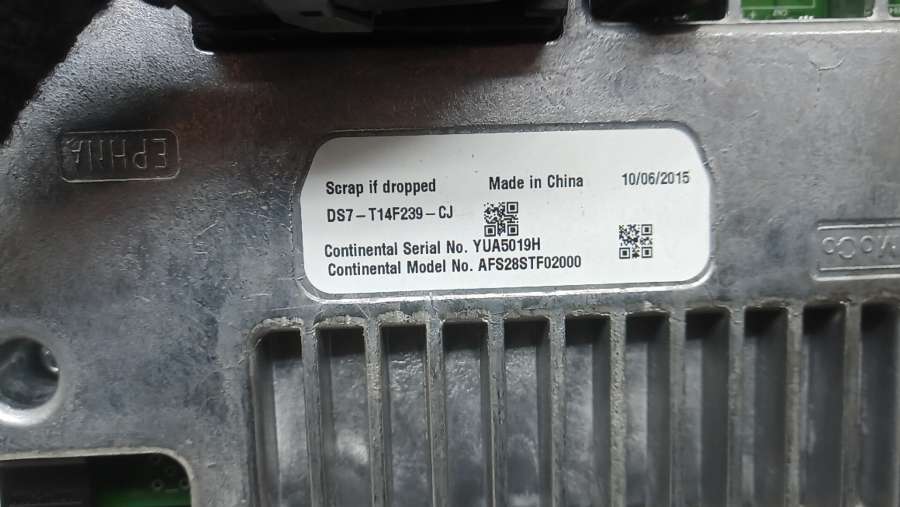 Scrap if dropped Made in China 10/06/2015
DS7-T14F239-CJ
Continental Serial No. YUA5019H
Continental Model No. AFS28STF02000